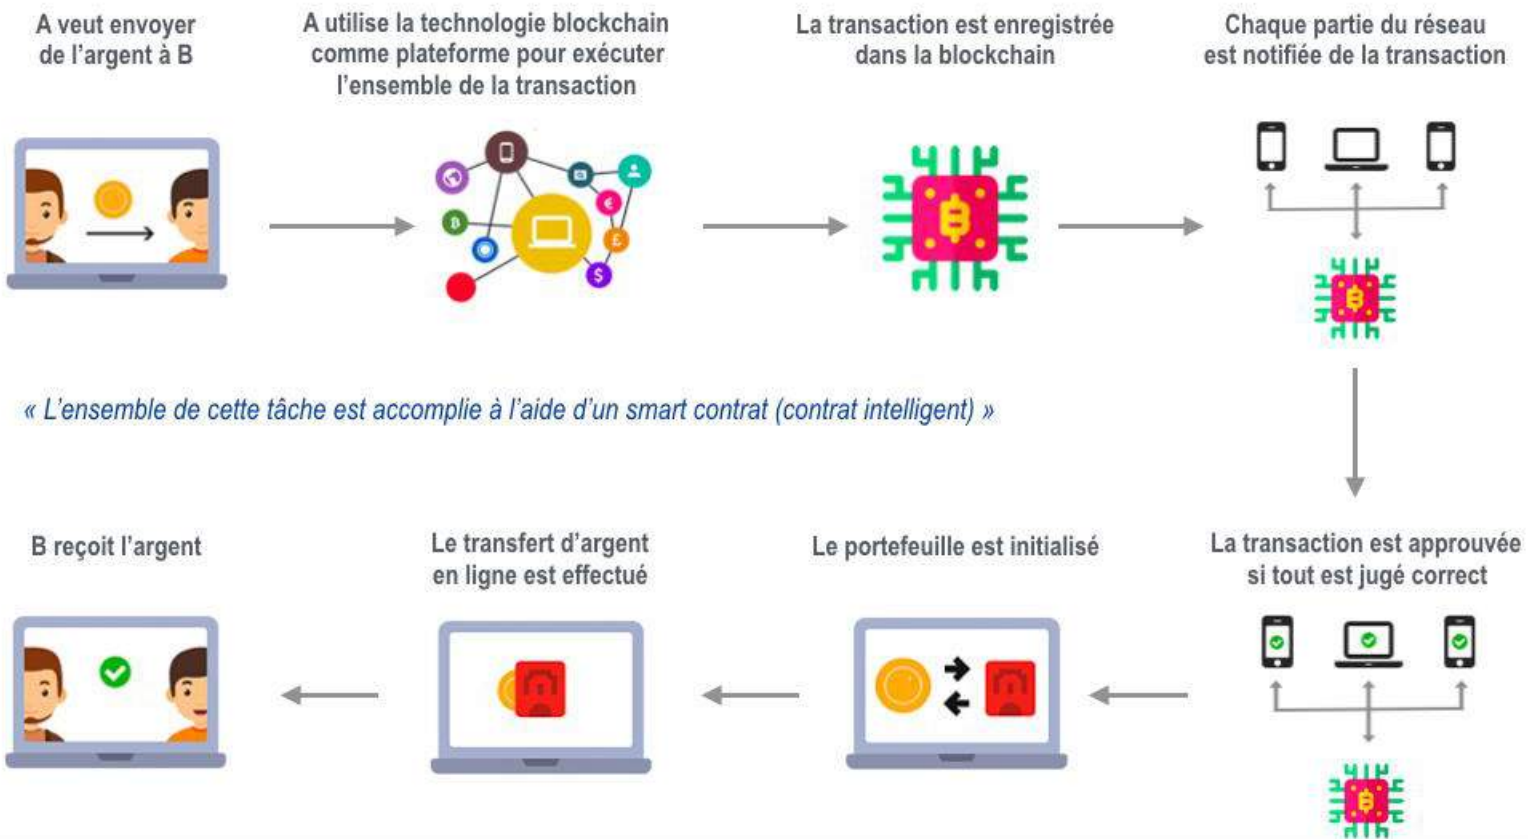 A veut envoyer
de l'argent à B
A utilise la technologie blockchain
comme plateforme pour exécuter
l'ensemble de la transaction
La transaction est enregistrée
dans la blockchain
Chaque partie du réseau
est notifiée de la transaction
« L'ensemble de cette tâche est accomplie à l'aide d'un smart contrat (contrat intelligent) »
La transaction est approuvée
si tout est jugé correct
Le portefeuille est initialisé
Le transfert d'argent
en ligne est effectué
B reçoit l'argent